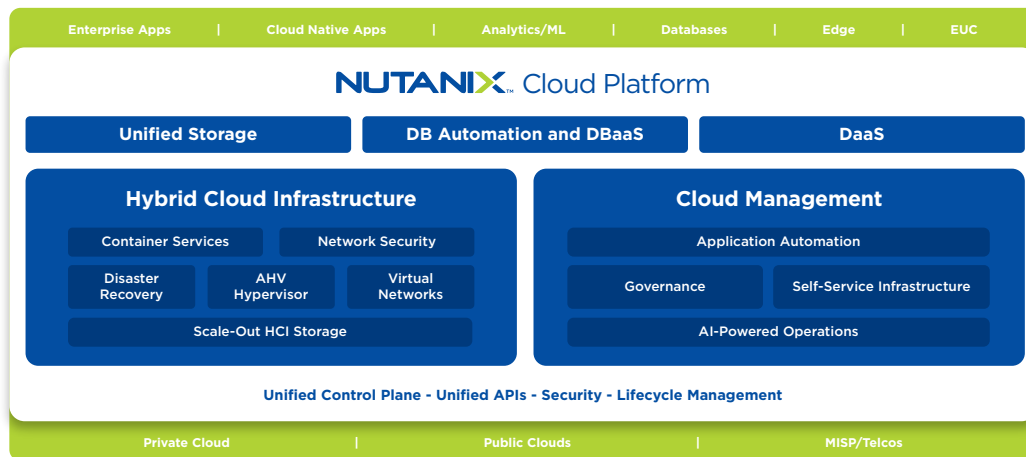 Enterprise Apps | Cloud Native Apps | Analytics/ML | Databases | Edge | EUC
NUTANIX™ Cloud Platform
Unified Storage DB Automation and DBaaS DaaS
Hybrid Cloud Infrastructure
Container Services Network Security
Disaster
Recovery
AHV
Hypervisor
Virtual
Networks
Scale-Out HCI Storage
Cloud Management
Application Automation
Governance Self-Service Infrastructure
AI-Powered Operations
Unified Control Plane - Unified APIs - Security - Lifecycle Management
Private Cloud | Public Clouds | MISP/Telcos